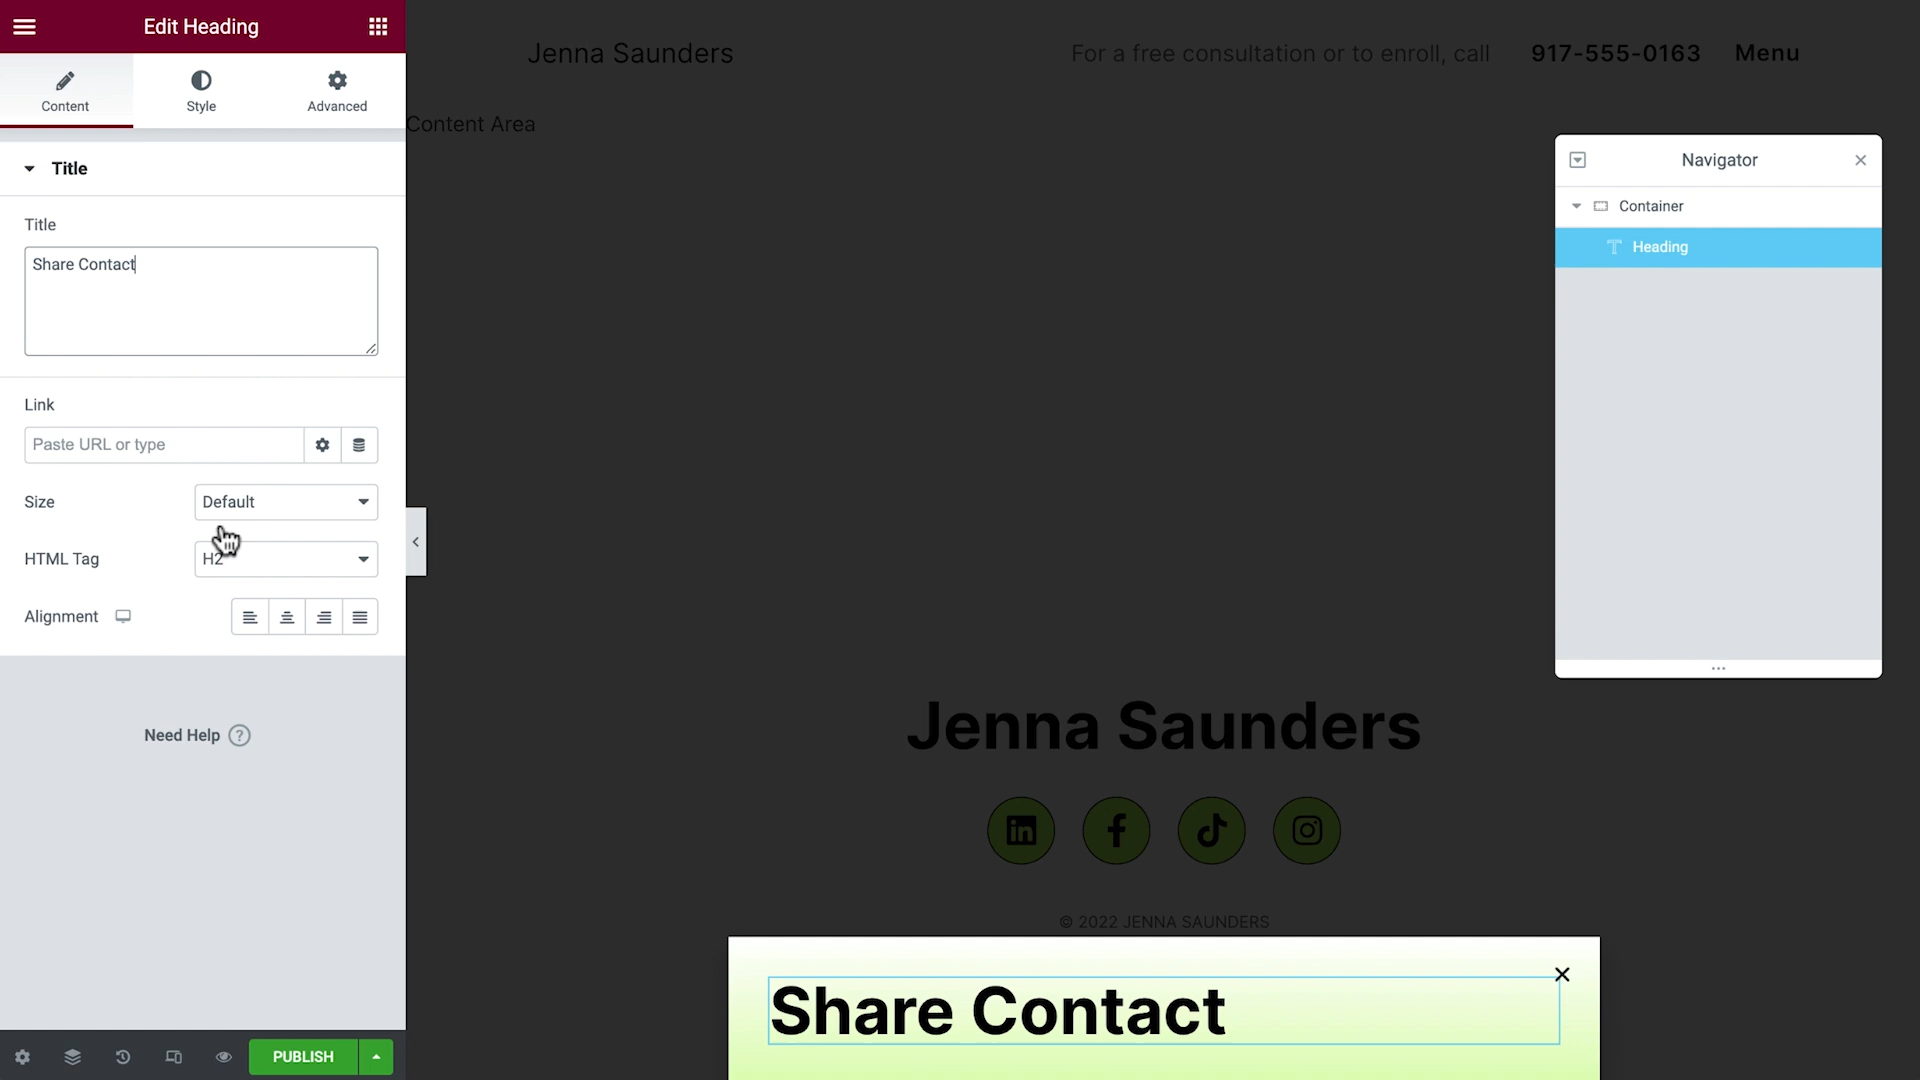 Edit Heading
Content
Style
Advanced
Title
Title
Share Contact
Link
Paste URL or type
Size
Default
HTML Tag
H2
Alignment
Need Help ?
PUBLISH
Jenna Saunders
For a free consultation or to enroll, call 917-555-0163 Menu
Content Area
Navigator
Container
Heading
Jenna Saunders
© 2022 JENNA SAUNDERS
Share Contact